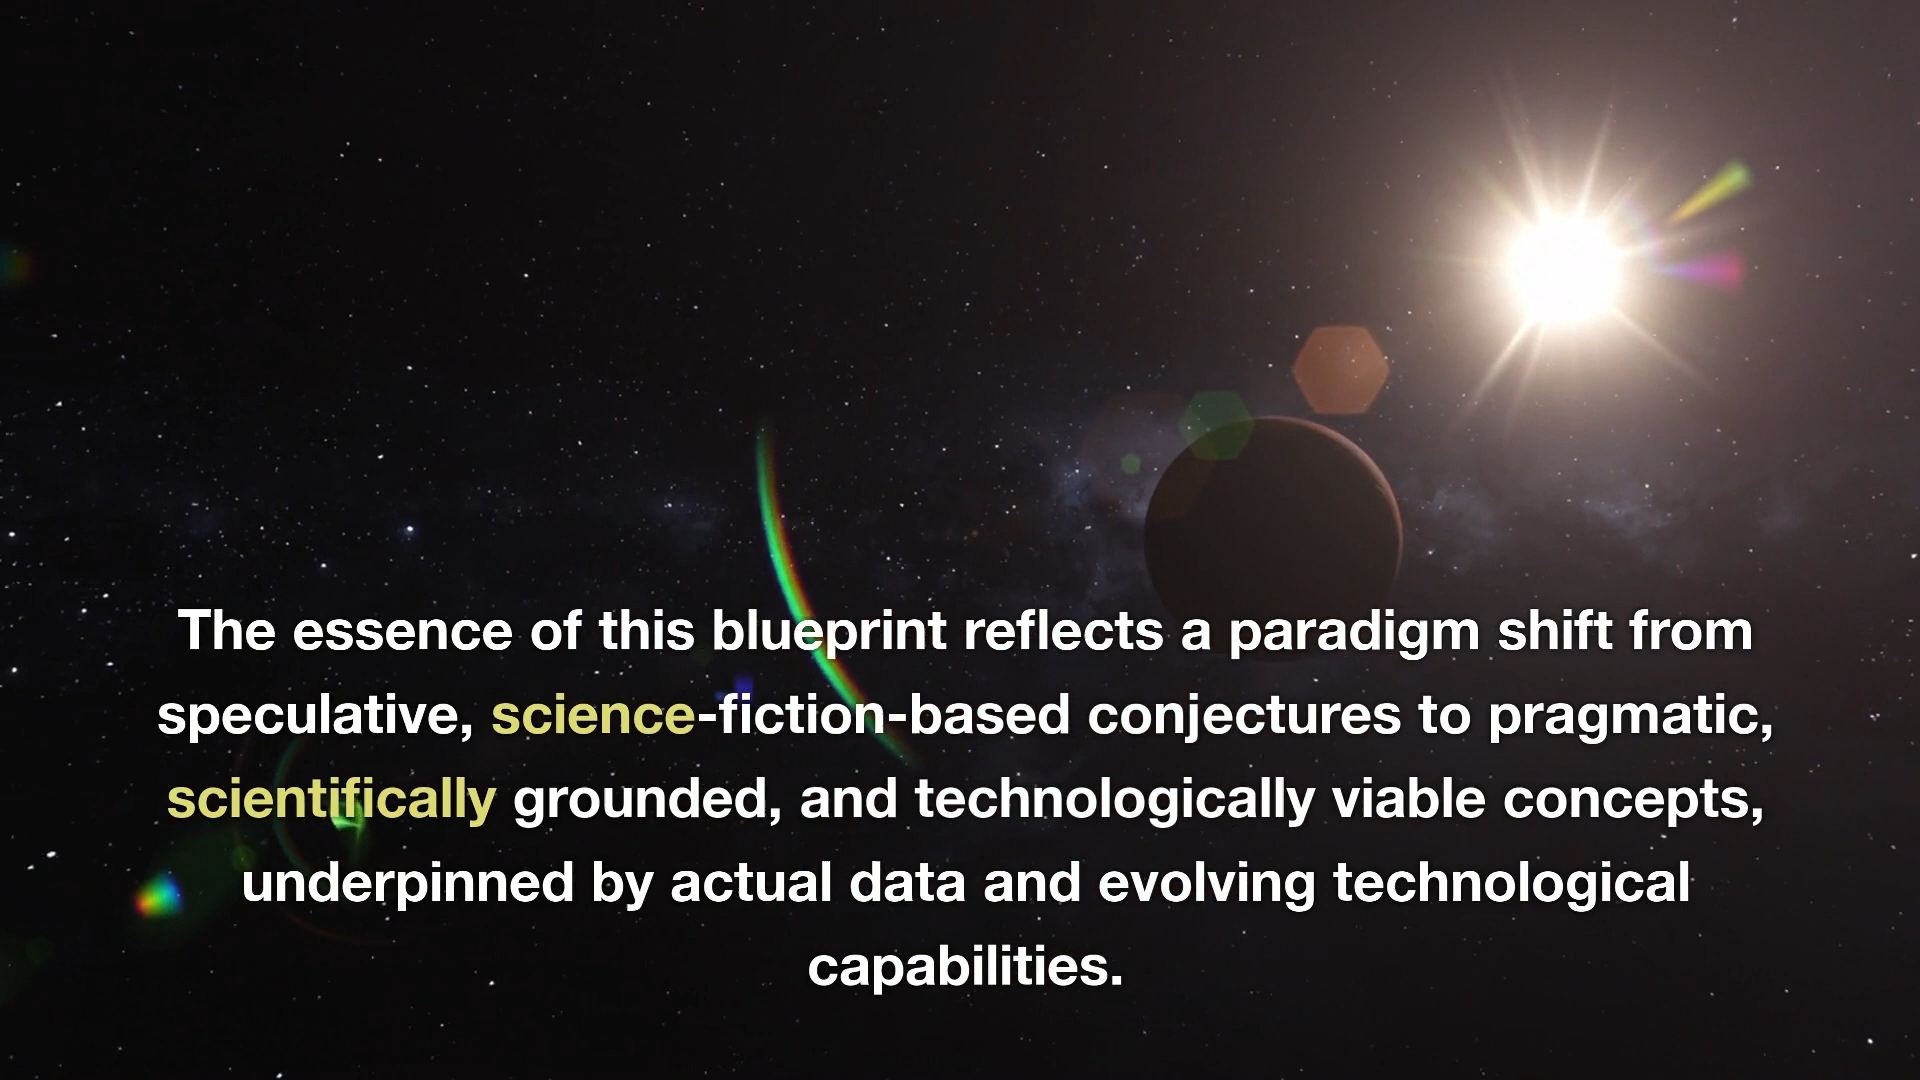 The essence of this blueprint reflects a paradigm shift from
speculative, science-fiction-based conjectures to pragmatic,
scientifically grounded, and technologically viable concepts,
underpinned by actual data and evolving technological
capabilities.